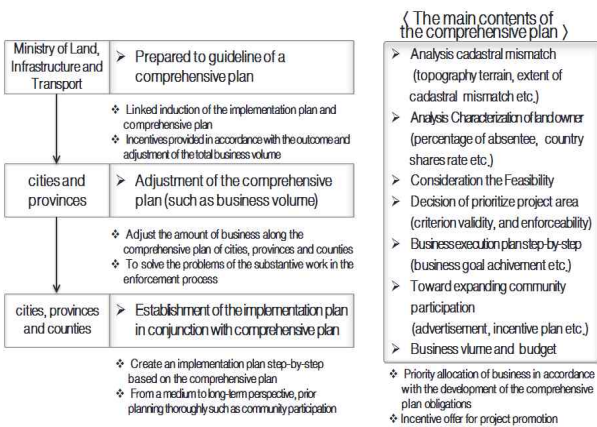 Ministry of Land,
Infrastructure and
Transport
➢ Prepared to guideline of a
comprehensive plan
❖ Linked induction of the implementation plan and
comprehensive plan
❖ Incentives provided in accordance with the outcome and
adjustment of the total business volume
cities and
provinces
➢ Adjustment of the comprehensive
plan (such as business volume)
❖ Adjust the amount of business along the
comprehensive plan of cities, provinces and counties
❖ To solve the problems of the substantive work in the
enforcement process
cities, provinces
and counties
➢ Establishment of the implementation plan
in conjunction with comprehensive plan
❖ Create an implementation plan step-by-step
based on the comprehensive plan
❖ From a medium to long-term perspective, prior
planning thoroughly such as community participation
〈 The main contents of
the comprehensive plan 〉
➢ Analysis cadastral mismatch
(topography terrain, extent of
cadastral mismatch etc.)
➢ Analysis Characterization of land owner
(percentage of absentee, country
shares rate etc.)
➢ Consideration the Feasibility
➢ Decision of prioritize project area
(criterion validity, and enforceability)
➢ Business execution plan step-by-step
(business goal achivement etc.)
➢ Toward expanding community
participation
(advertisement, incentive plan etc.)
➢ Business vlume and budget
❖ Priority allocation of business in accordance
with the development of the comprehensive
plan obligations
❖ Incentive offer for project promotion